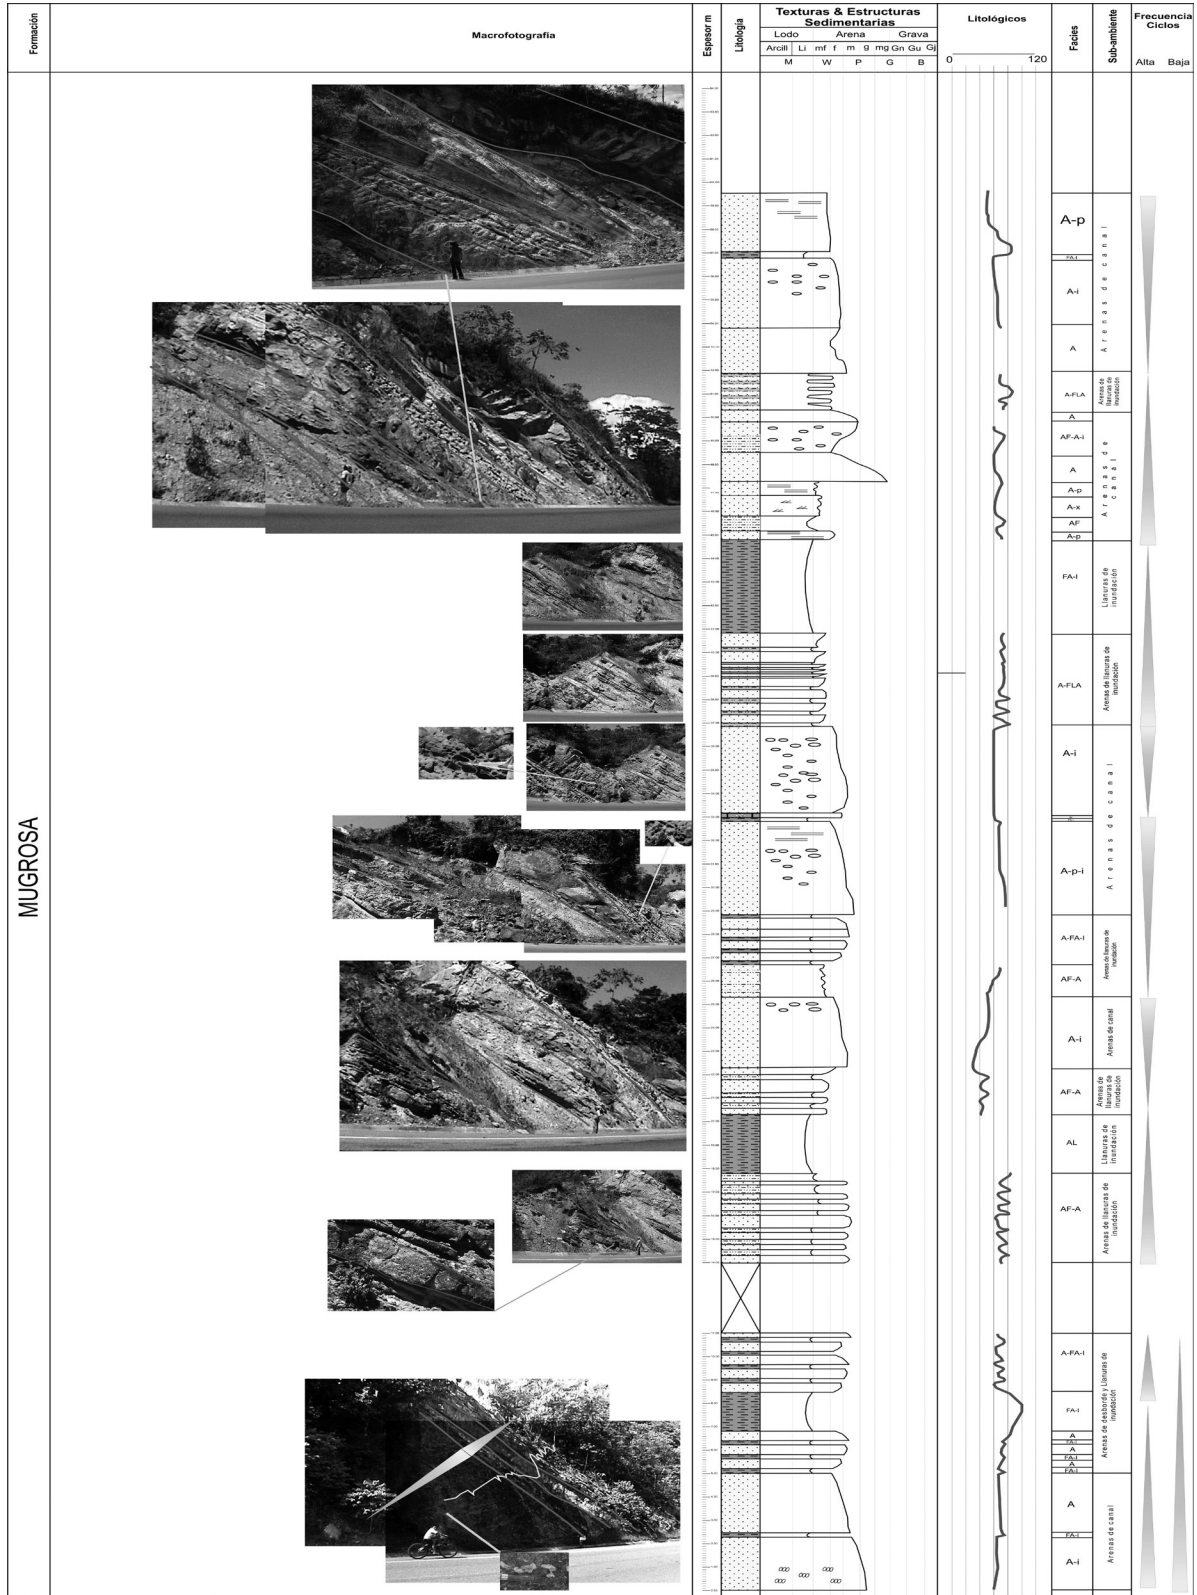 Formación
Macrofotografia
Espesor m
Litología
Texturas & Estructuras
Sedimentarias
Lodo Arena Grava
Arcill Li mf f m g mg Gn Gu Gj
M W P G B
Litológicos
0 120
Facies
Sub-ambiente
Frecuencia
Ciclos
Alta Baja
MUGROSA
A-p
FA-l
A-i
A
Arenas de canal
A-FLA
Arenas de
llanuras de
inundación
A
AF-A-i
A
A-p
A-x
AF
A-p
Arenas de
canal
FA-l
Llanuras de
inundación
A-FLA
Arenas de llanuras de
inundación
A-i
A-p-i
Arenas de canal
A-FA-l
AF-A
Arenas de llanuras de
inundación
A-i
Arenas de canal
AF-A
Arenas de
llanuras de
inundación
AL
Llanuras de
inundación
AF-A
Arenas de llanuras de
inundación
A-FA-l
FA-l
A
FA-l
A
FA-l
A
FA-l
Arenas de desborde y Llanuras de
inundación
A
FA-l
A-i
Arenas de canal